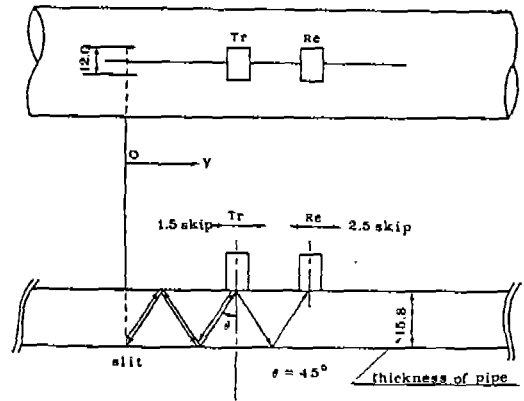 Tr Re
12.0
O
Y
Tr Re
1.5 skip 2.5 skip
θ
15.8
slit
θ = 45°
thickness of pipe